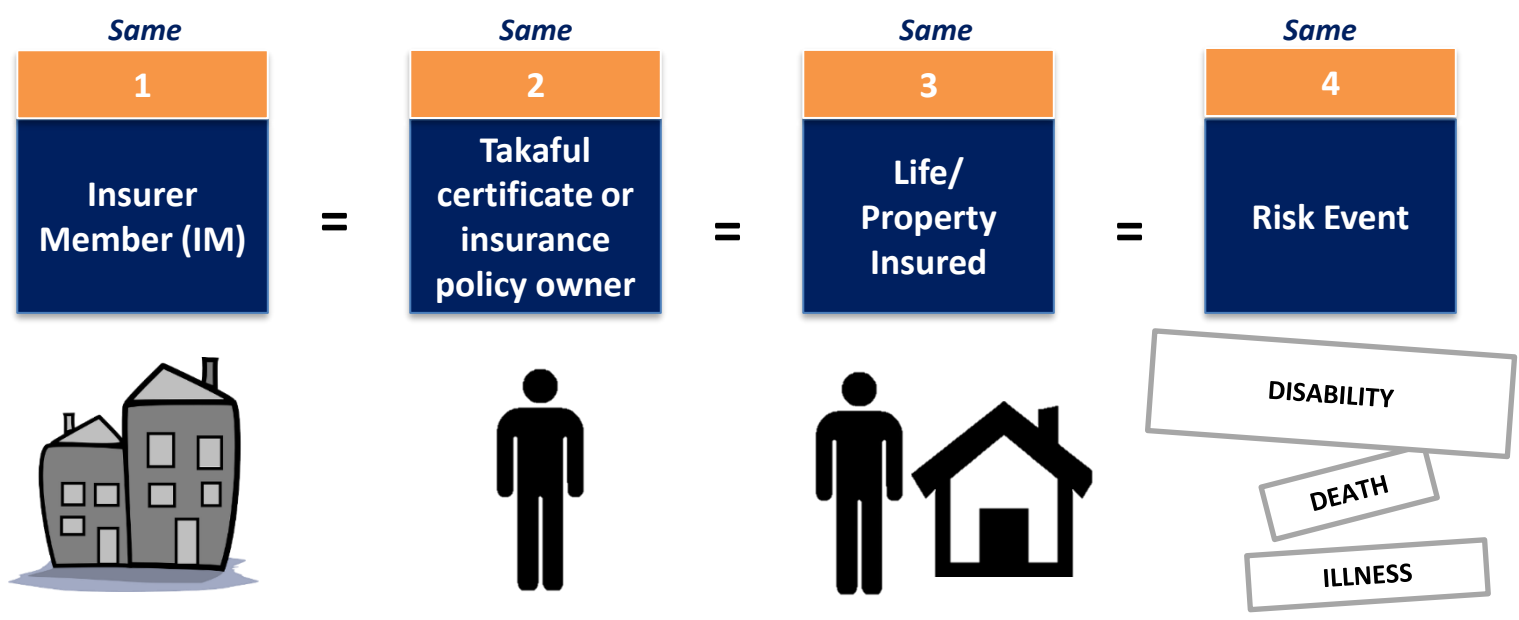 Same
1
Insurer
Member (IM)
=
Same
2
Takaful
certificate or
insurance
policy owner
=
Same
3
Life/
Property
Insured
=
Same
4
Risk Event
DISABILITY
DEATH
ILLNESS